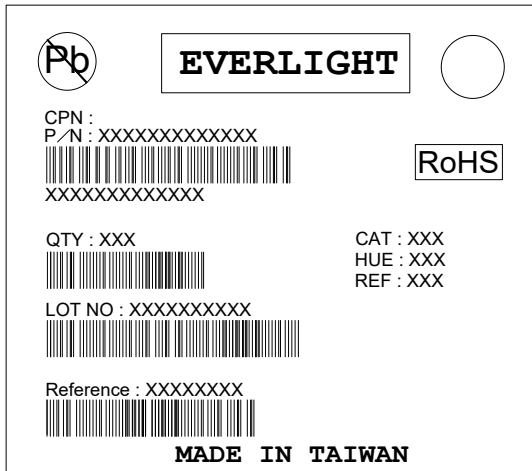 Pb
EVERLIGHT
CPN :
P/N : XXXXXXXXXXXXX
RoHS
XXXXXXXXXXXXX
QTY : XXX
CAT : XXX
HUE : XXX
REF : XXX
LOT NO : XXXXXXXXXX
Reference : XXXXXXXX
MADE IN TAIWAN